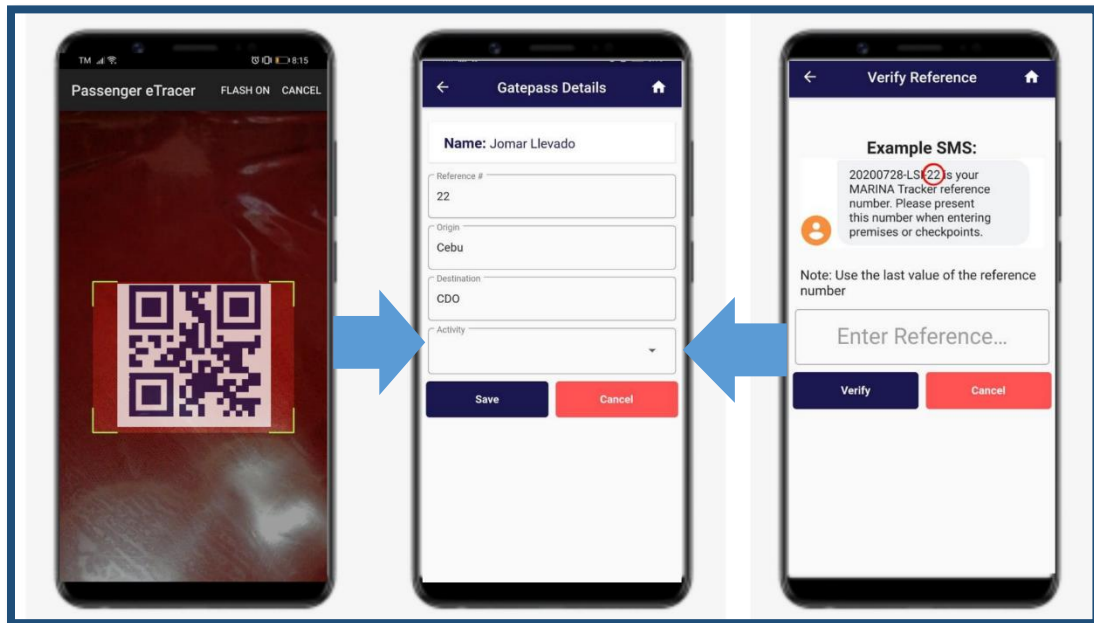 TM 8:15
Passenger eTracer FLASH ON CANCEL
Gatepass Details
Name: Jomar Llevado
Reference #
22
Origin
Cebu
Destination
CDO
Activity
Save Cancel
Verify Reference
Example SMS:
20200728-LSI-22 is your
MARINA Tracker reference
number. Please present
this number when entering
premises or checkpoints.
Note: Use the last value of the reference
number
Enter Reference...
Verify Cancel